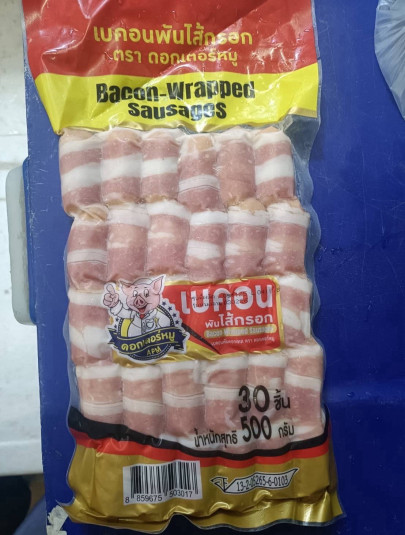 เบคอนพันไส้กรอก
ตรา ดอกเตอร์หมู
Bacon-Wrapped
Sausages
เบคอน
พันไส้กรอก
ดอกเตอร์หมู
30 ชิ้น
น้ำหนักสุทธิ 500 กรัม
8 859675 503017